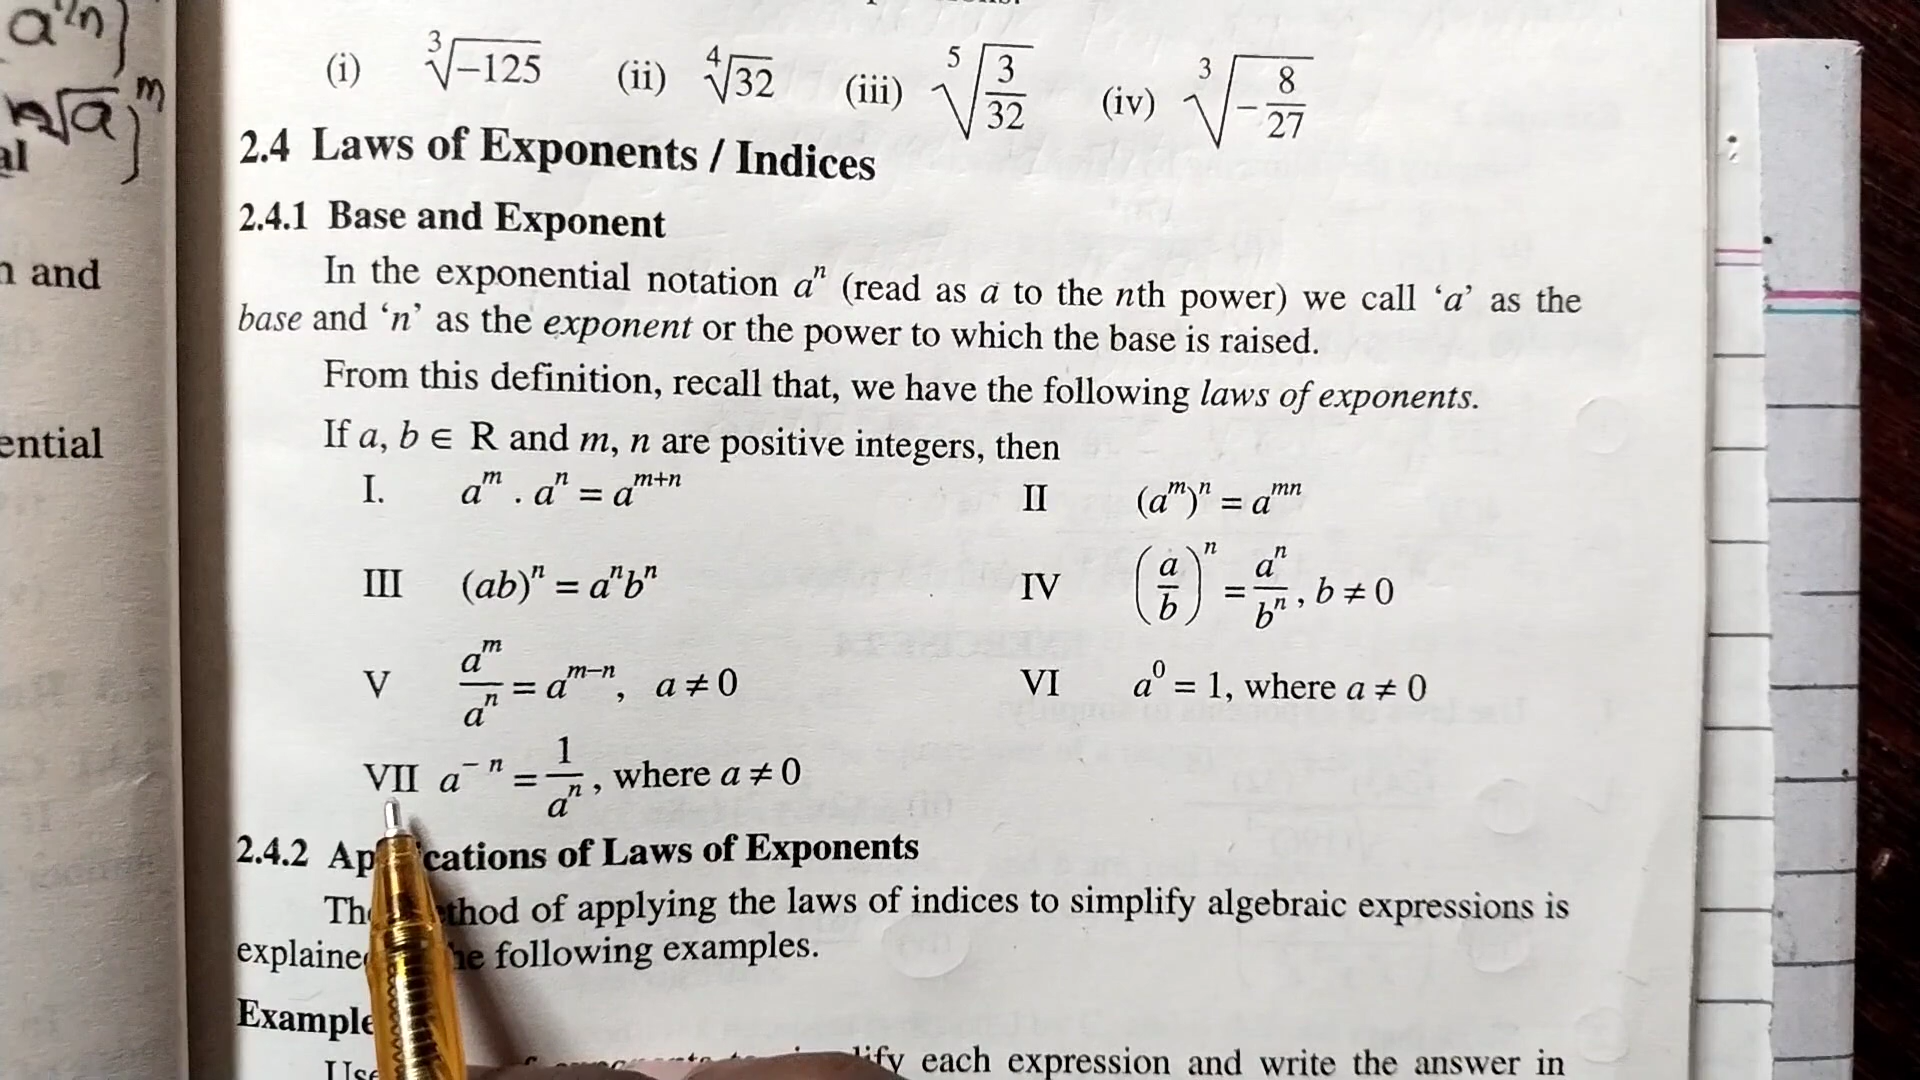 a
ⁿ√a)ᵐ
al
n and
ential
(i) ∛−125 (ii) ∜32 (iii) ⁵√3/32 (iv) ∛−8/27
2.4 Laws of Exponents / Indices
2.4.1 Base and Exponent
In the exponential notation aⁿ (read as a to the nth power) we call ‘a’ as the
base and ‘n’ as the exponent or the power to which the base is raised.
From this definition, recall that, we have the following laws of exponents.
If a, b ∈ R and m, n are positive integers, then
I. aᵐ . aⁿ = aᵐ⁺ⁿ II (aᵐ)ⁿ = aᵐⁿ
III (ab)ⁿ = aⁿbⁿ IV (a/b)ⁿ = aⁿ/bⁿ, b ≠ 0
V aᵐ/aⁿ = aᵐ⁻ⁿ, a ≠ 0 VI a⁰ = 1, where a ≠ 0
VII a⁻ⁿ = 1/aⁿ, where a ≠ 0
2.4.2 Ap cations of Laws of Exponents
Th thod of applying the laws of indices to simplify algebraic expressions is
explaine he following examples.
Example
Use each expression and write the answer in